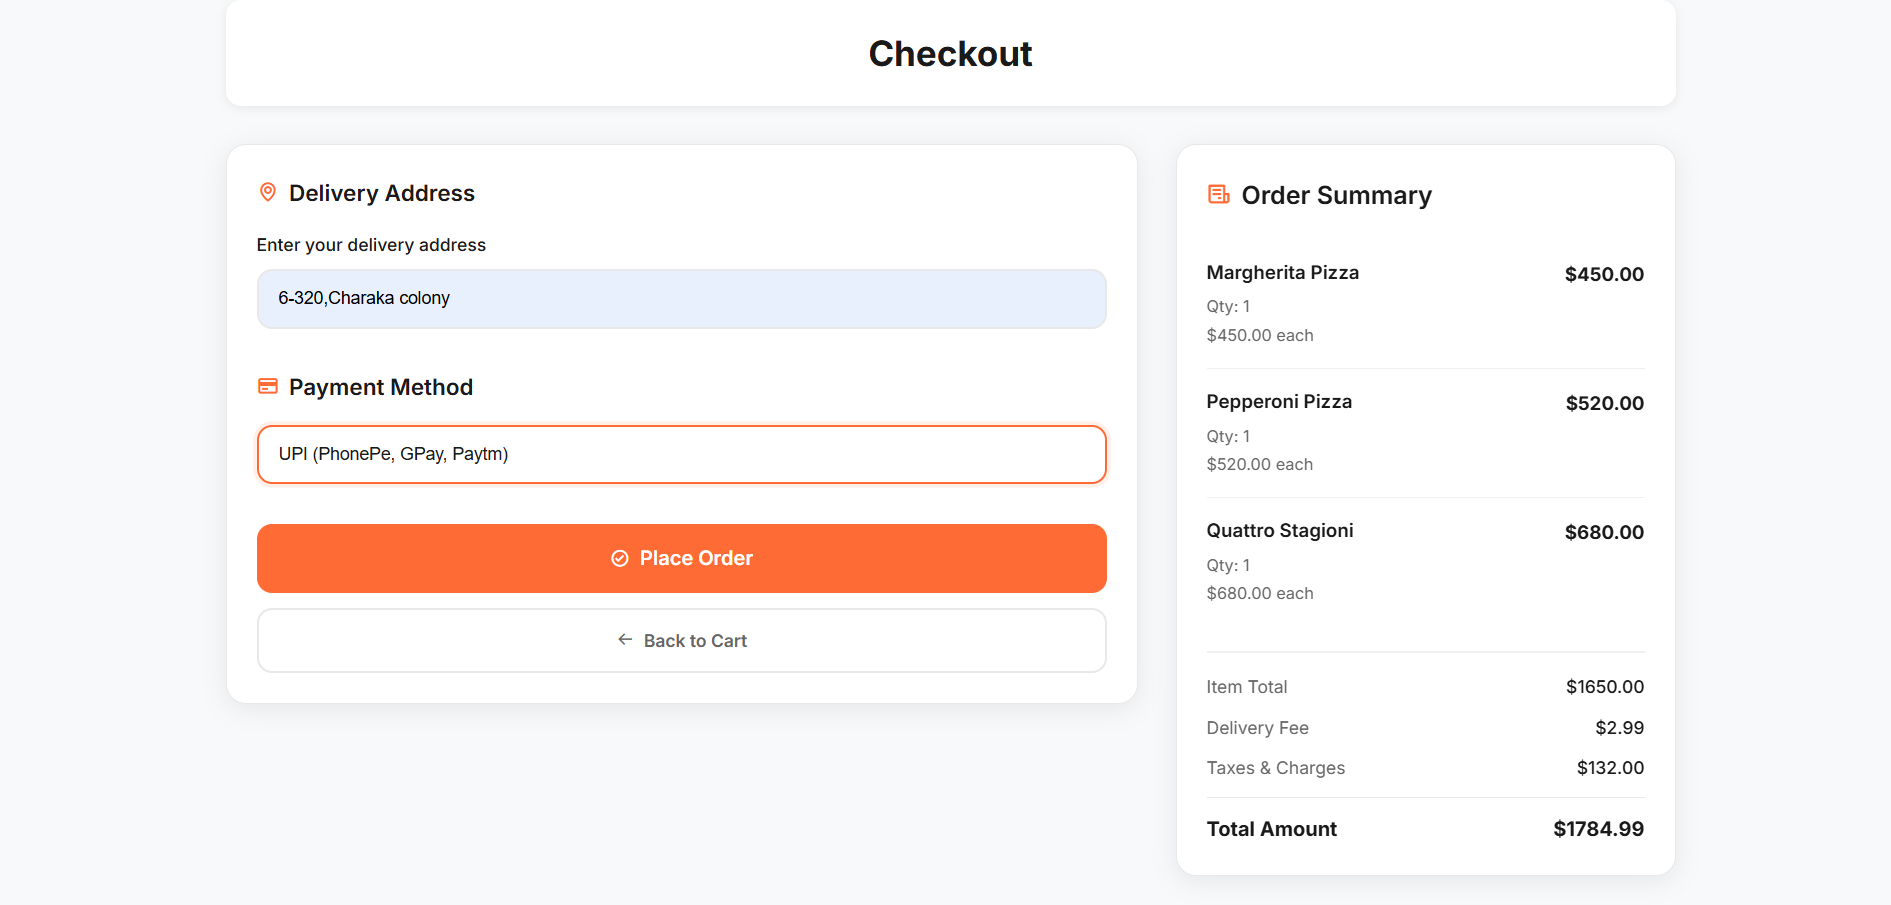 Checkout
Delivery Address
Enter your delivery address
6-320,Charaka colony
Payment Method
UPI (PhonePe, GPay, Paytm)
Place Order
Back to Cart
Order Summary
Margherita Pizza $450.00
Qty: 1
$450.00 each
Pepperoni Pizza $520.00
Qty: 1
$520.00 each
Quattro Stagioni $680.00
Qty: 1
$680.00 each
Item Total $1650.00
Delivery Fee $2.99
Taxes & Charges $132.00
Total Amount $1784.99